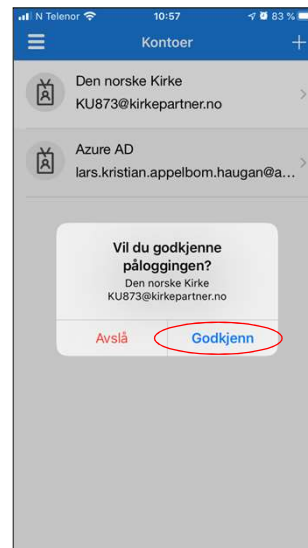 N Telenor 10:57 83 %
Kontoer
Den norske Kirke
KU873@kirkepartner.no
Azure AD
lars.kristian.appelbom.haugan@a...
Vil du godkjenne
påloggingen?
Den norske Kirke
KU873@kirkepartner.no
Avslå Godkjenn